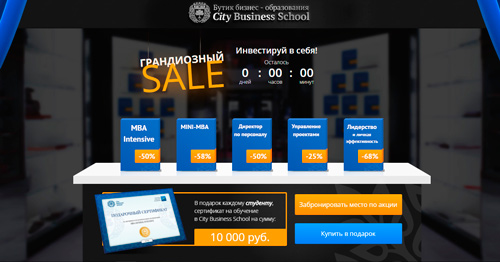 Бутик бизнес - образования
City Business School
ГРАНДИОЗНЫЙ
SALE
Инвестируй в себя!
Осталось
0 : 00 : 00
дней часов минут
MBA
Intensive
-50%
MINI-MBA
-58%
Директор
по персоналу
-50%
Управление
проектами
-25%
Лидерство
и личная
эффективность
-68%
ПОДАРОЧНЫЙ СЕРТИФИКАТ
В подарок каждому студенту,
сертификат на обучение
в City Business School на сумму:
10 000 руб.
Забронировать место по акции
Купить в подарок